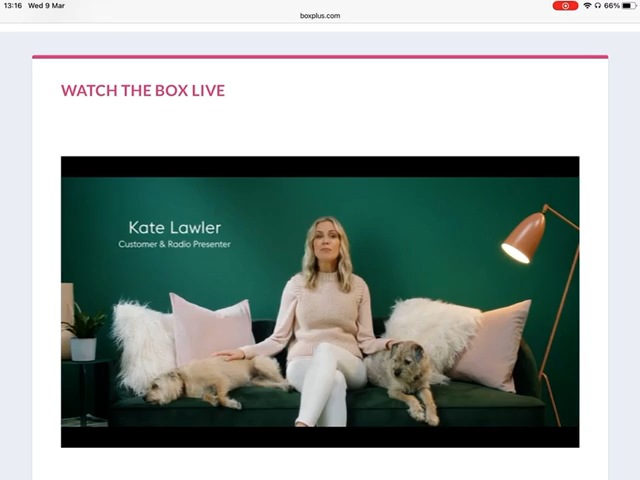 13:16 Wed 9 Mar
66%
boxplus.com
WATCH THE BOX LIVE
Kate Lawler
Customer & Radio Presenter